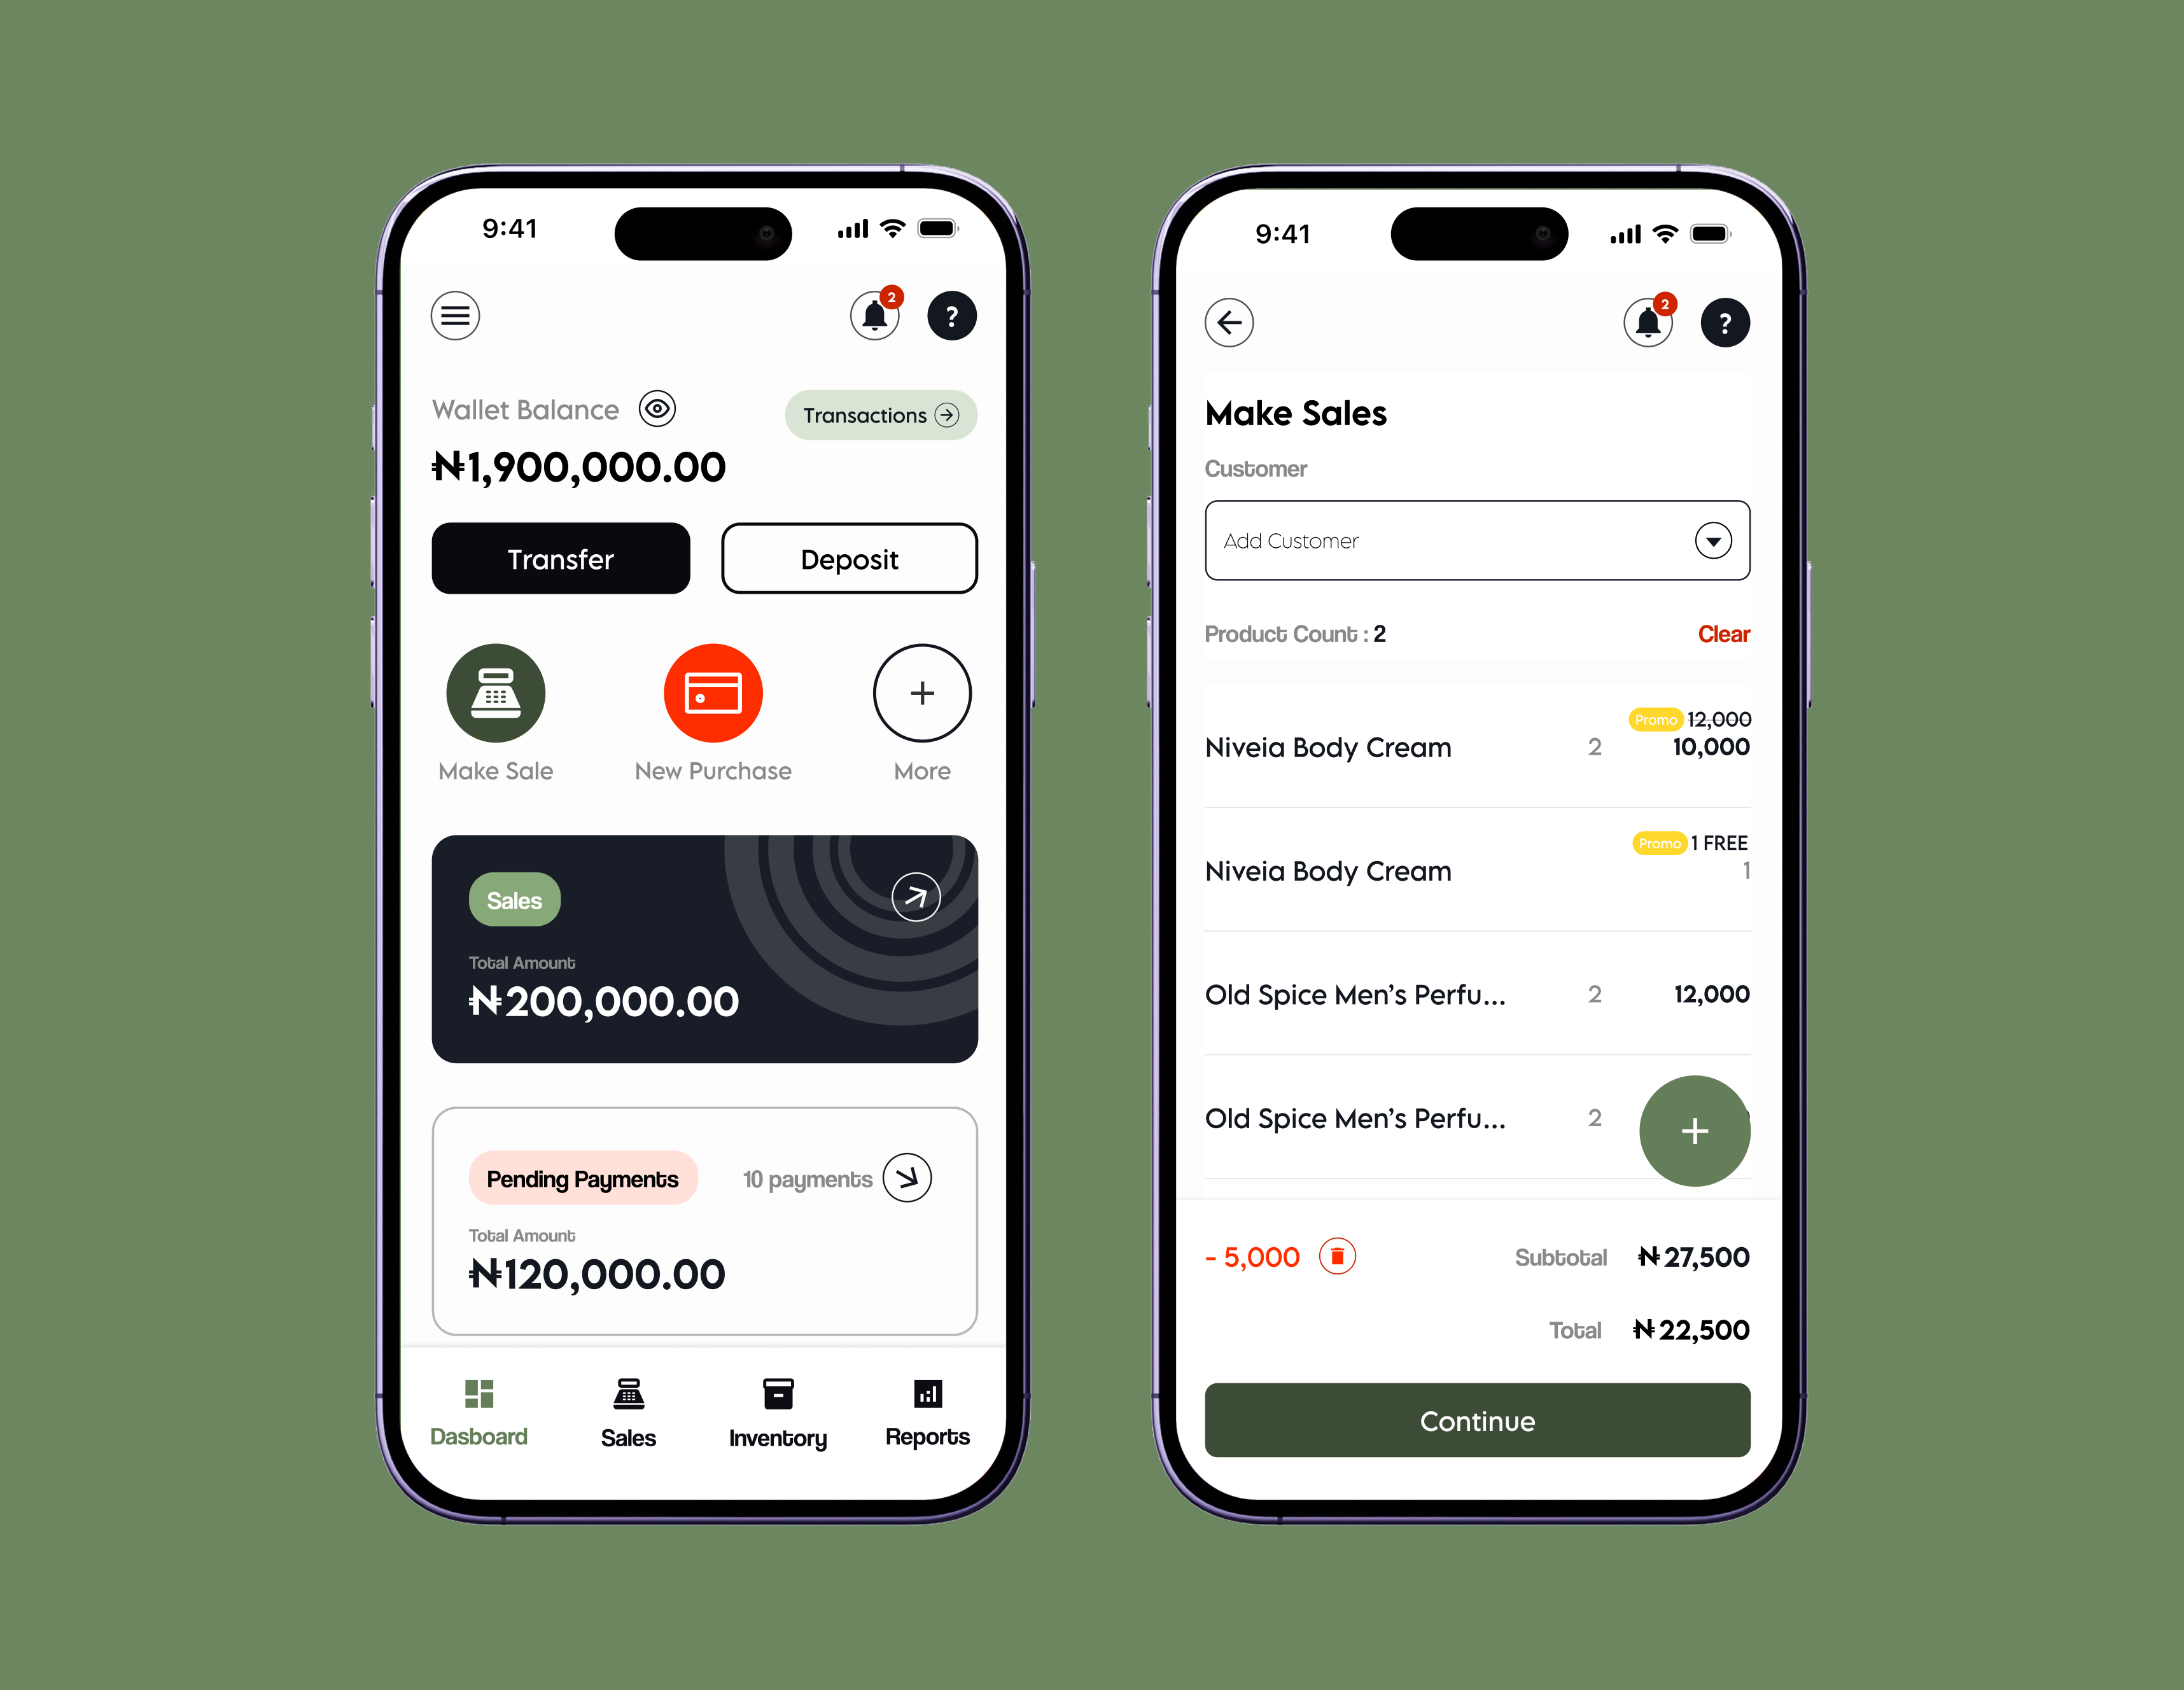 9:41
2
?
Wallet Balance
Transactions
₦1,900,000.00
Transfer
Deposit
Make Sale
New Purchase
More
Sales
Total Amount
₦200,000.00
Pending Payments
10 payments
Total Amount
₦120,000.00
Dasboard
Sales
Inventory
Reports
9:41
2
?
Make Sales
Customer
Add Customer
Product Count : 2
Clear
Promo 12,000
Niveia Body Cream 2 10,000
Promo 1 FREE
Niveia Body Cream 1
Old Spice Men's Perfu... 2 12,000
Old Spice Men's Perfu... 2
+
- 5,000
Subtotal ₦27,500
Total ₦22,500
Continue